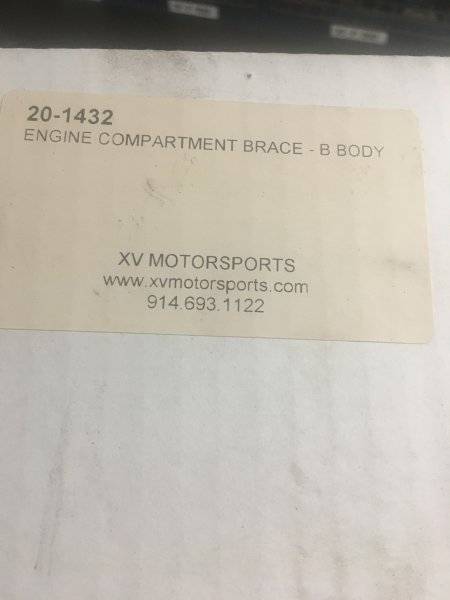 20-1432
ENGINE COMPARTMENT BRACE - B BODY
XV MOTORSPORTS
www.xvmotorsports.com
914.693.1122